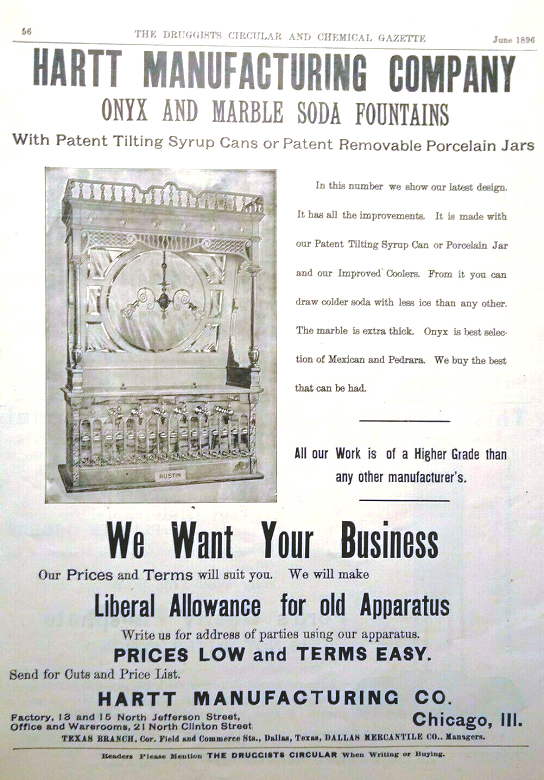 56
THE DRUGGISTS CIRCULAR AND CHEMICAL GAZETTE
June 1896
HARTT MANUFACTURING COMPANY
ONYX AND MARBLE SODA FOUNTAINS
With Patent Tilting Syrup Cans or Patent Removable Porcelain Jars
In this number we show our latest design.
It has all the improvements. It is made with
our Patent Tilting Syrup Can or Porcelain Jar
and our Improved Coolers. From it you can
draw colder soda with less ice than any other.
The marble is extra thick. Onyx is best selec-
tion of Mexican and Pedrara. We buy the best
that can be had.
All our Work is of a Higher Grade than
any other manufacturer's.
AUSTIN
We Want Your Business
Our Prices and Terms will suit you. We will make
Liberal Allowance for old Apparatus
Write us for address of parties using our apparatus.
PRICES LOW and TERMS EASY.
Send for Cuts and Price List.
HARTT MANUFACTURING CO.
Factory, 13 and 15 North Jefferson Street,
Office and Warerooms, 21 North Clinton Street
Chicago, Ill.
TEXAS BRANCH, Cor. Field and Commerce Sts., Dallas, Texas, DALLAS MERCANTILE CO., Managers.
Readers Please Mention THE DRUGGISTS CIRCULAR When Writing or Buying.